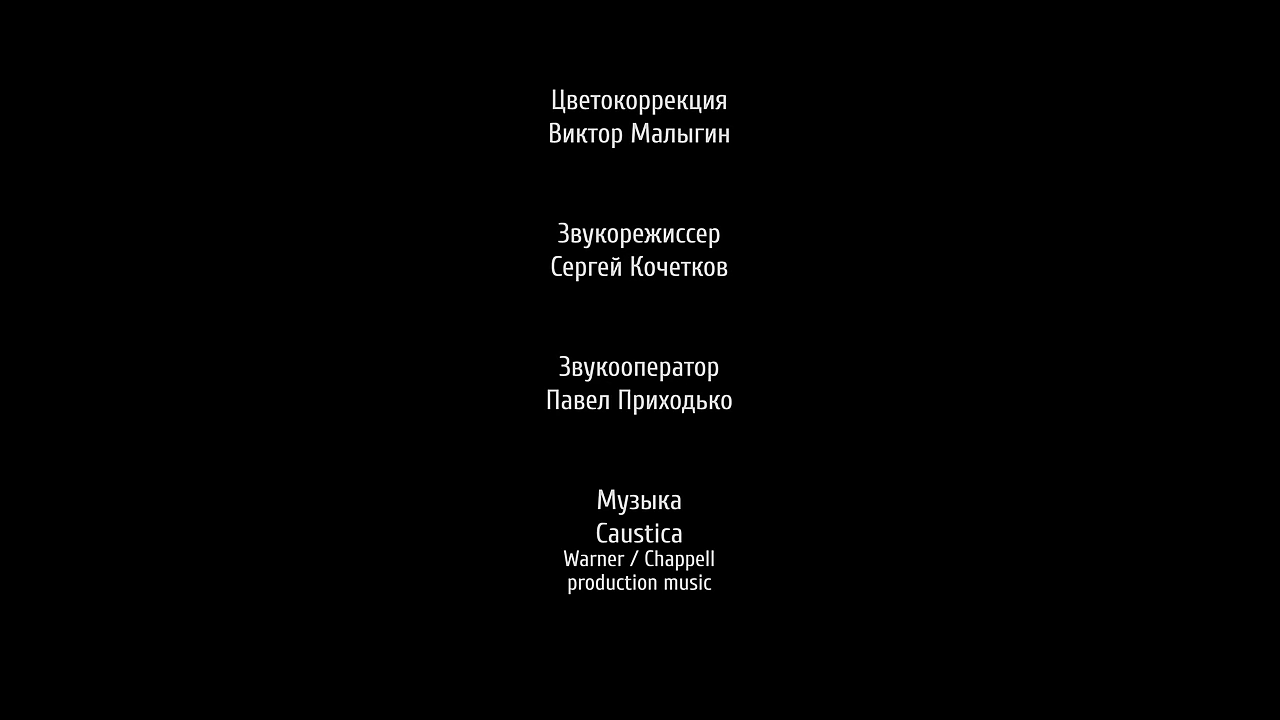 Цветокоррекция
Виктор Малыгин
Звукорежиссер
Сергей Кочетков
Звукооператор
Павел Приходько
Музыка
Caustica
Warner / Chappell
production music